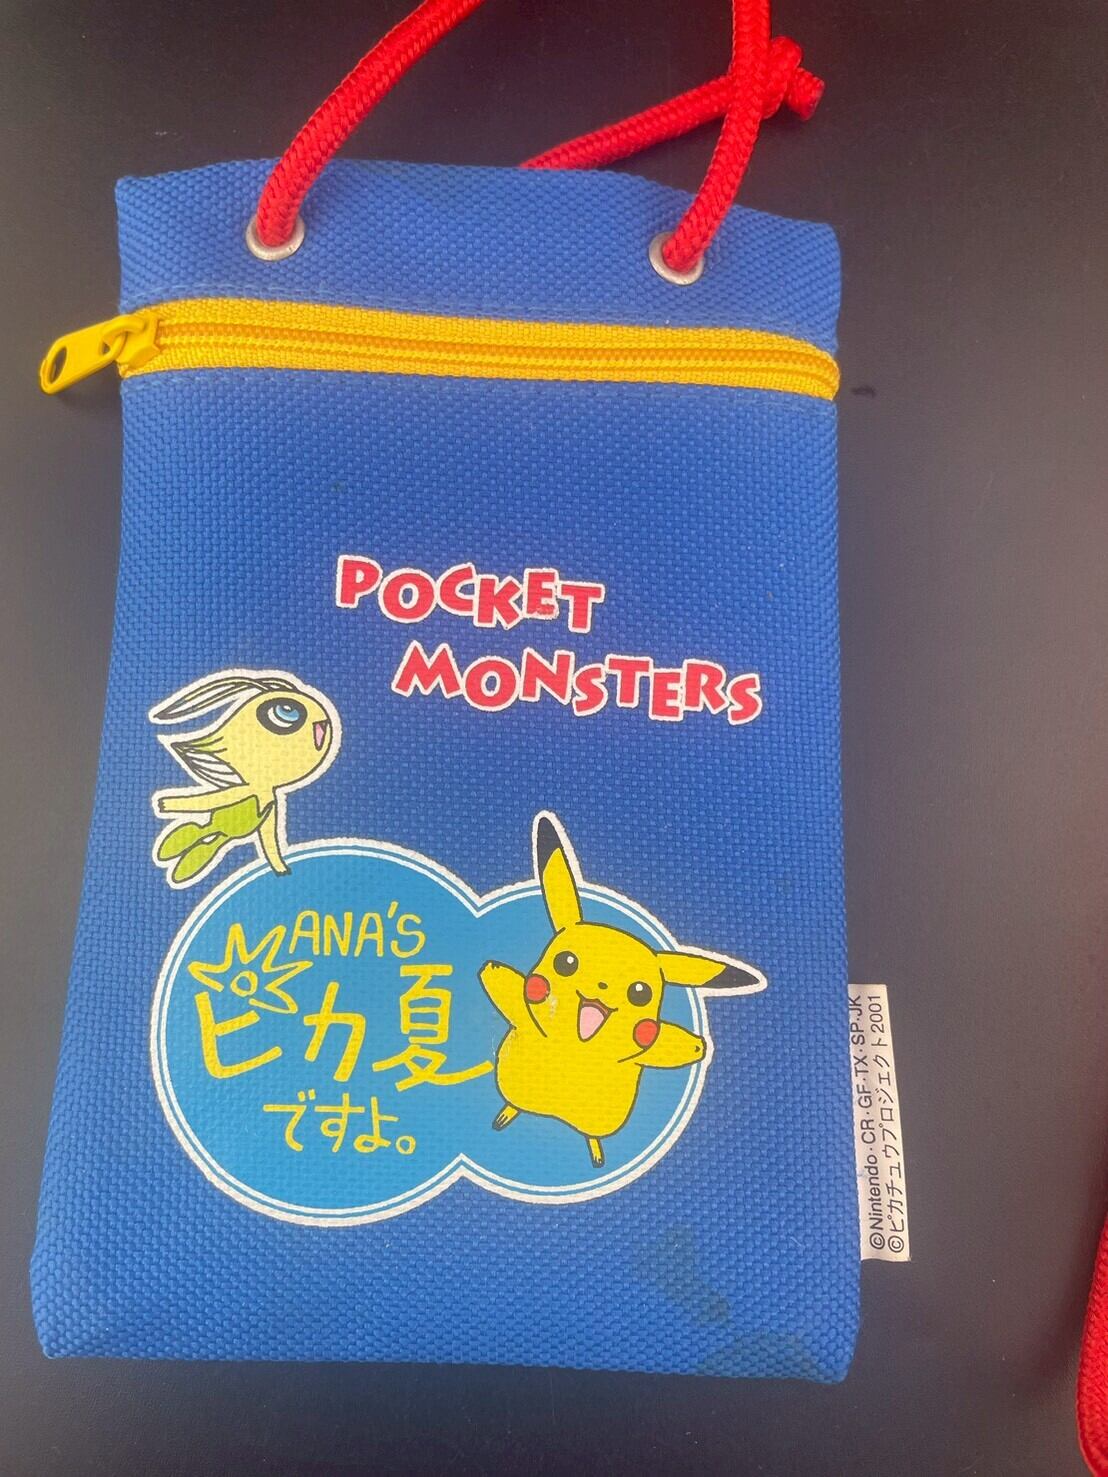 POCKET
MONSTERS
ANA'S
ピカ夏
ですよ。
©Nintendo・CR・GF・TX・SP・JK
©ピカチュウプロジェクト2001